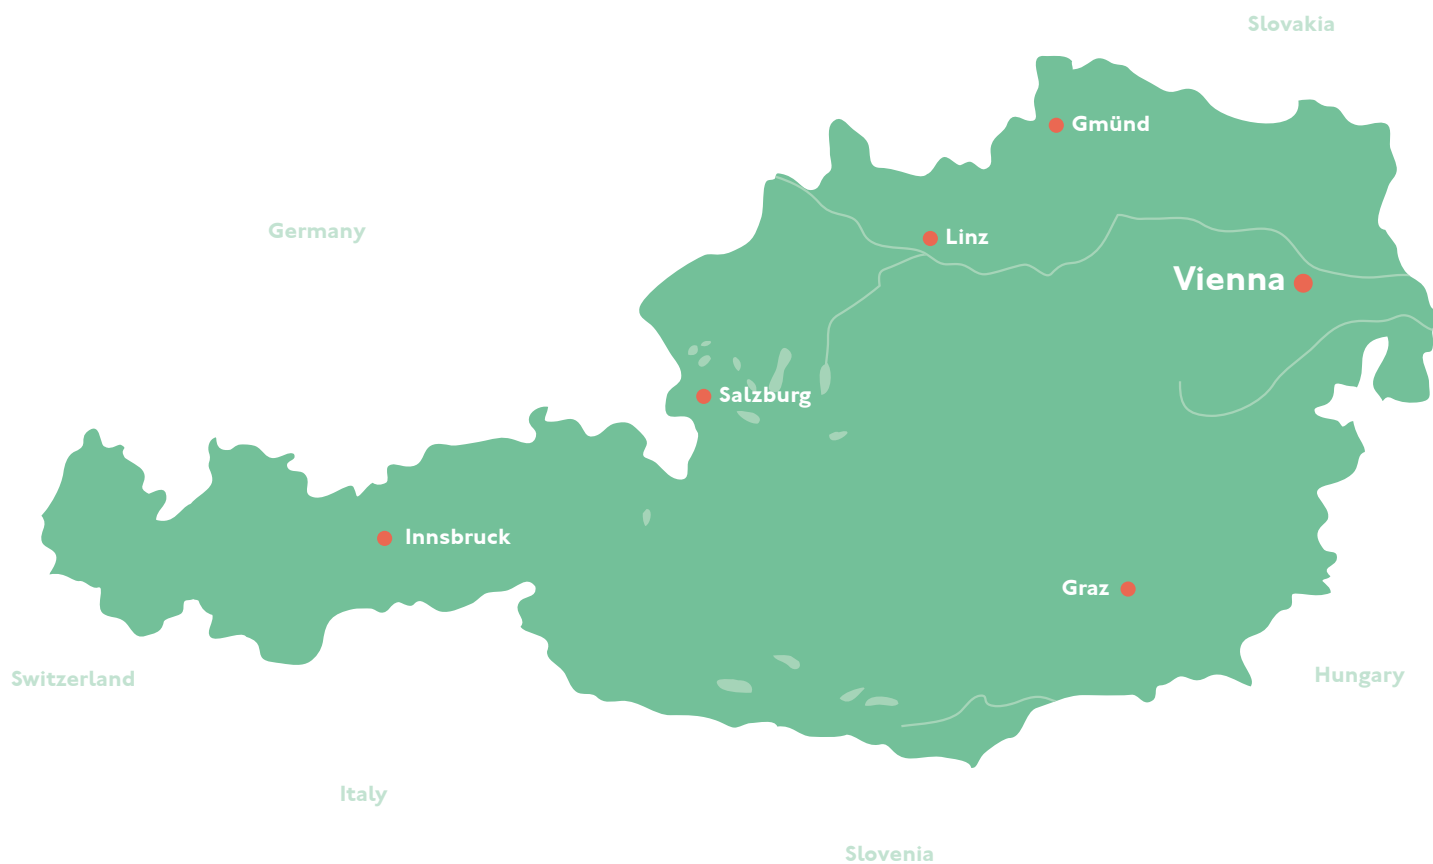 Slovakia
Gmünd
Germany
Linz
Vienna
Salzburg
Innsbruck
Graz
Switzerland
Hungary
Italy
Slovenia